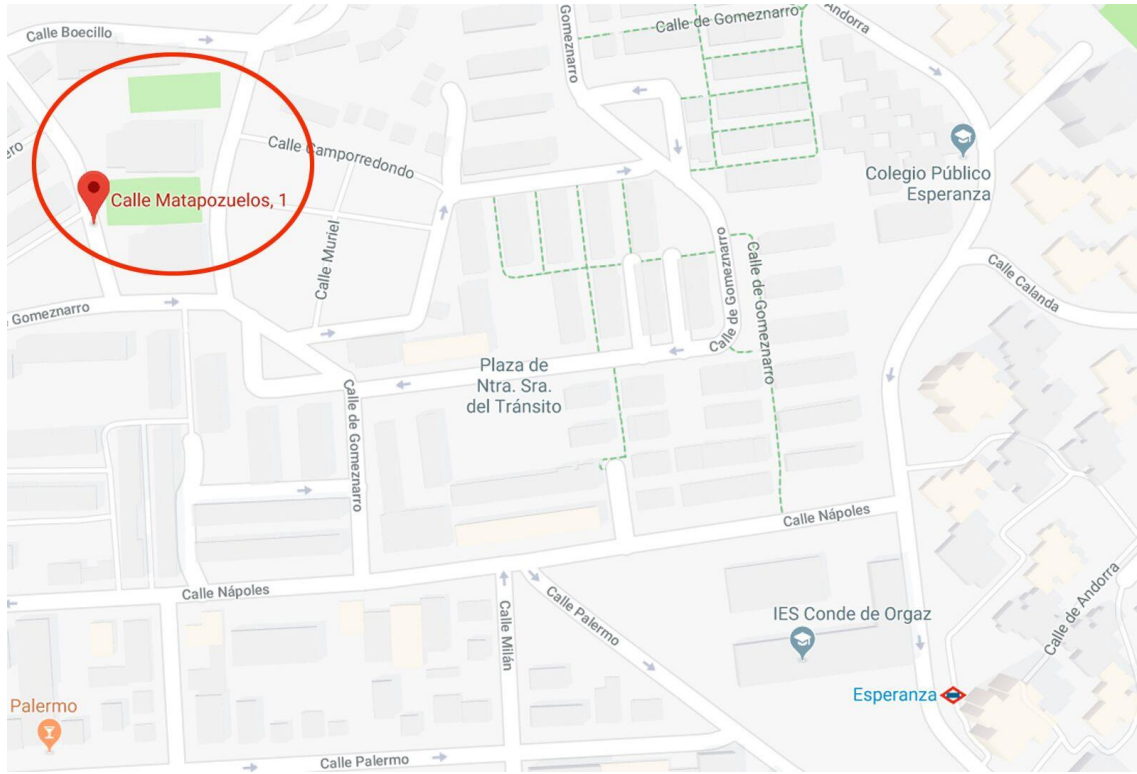 Calle Boecillo
Gomeznarro
Calle de Gomeznarro
Andorra
ero
Calle Camporredondo
Colegio Público
Esperanza
Calle Matapozuelos, 1
Calle Muriel
Calle de Gomeznarro
Calle de Gomeznarro
Calle Calanda
Gomeznarro
Plaza de
Ntra. Sra.
del Tránsito
Calle de Gomeznarro
Calle Nápoles
Calle Nápoles
Calle Milán
Calle Palermo
IES Conde de Orgaz
Calle de Andorra
Esperanza
Palermo
Calle Palermo